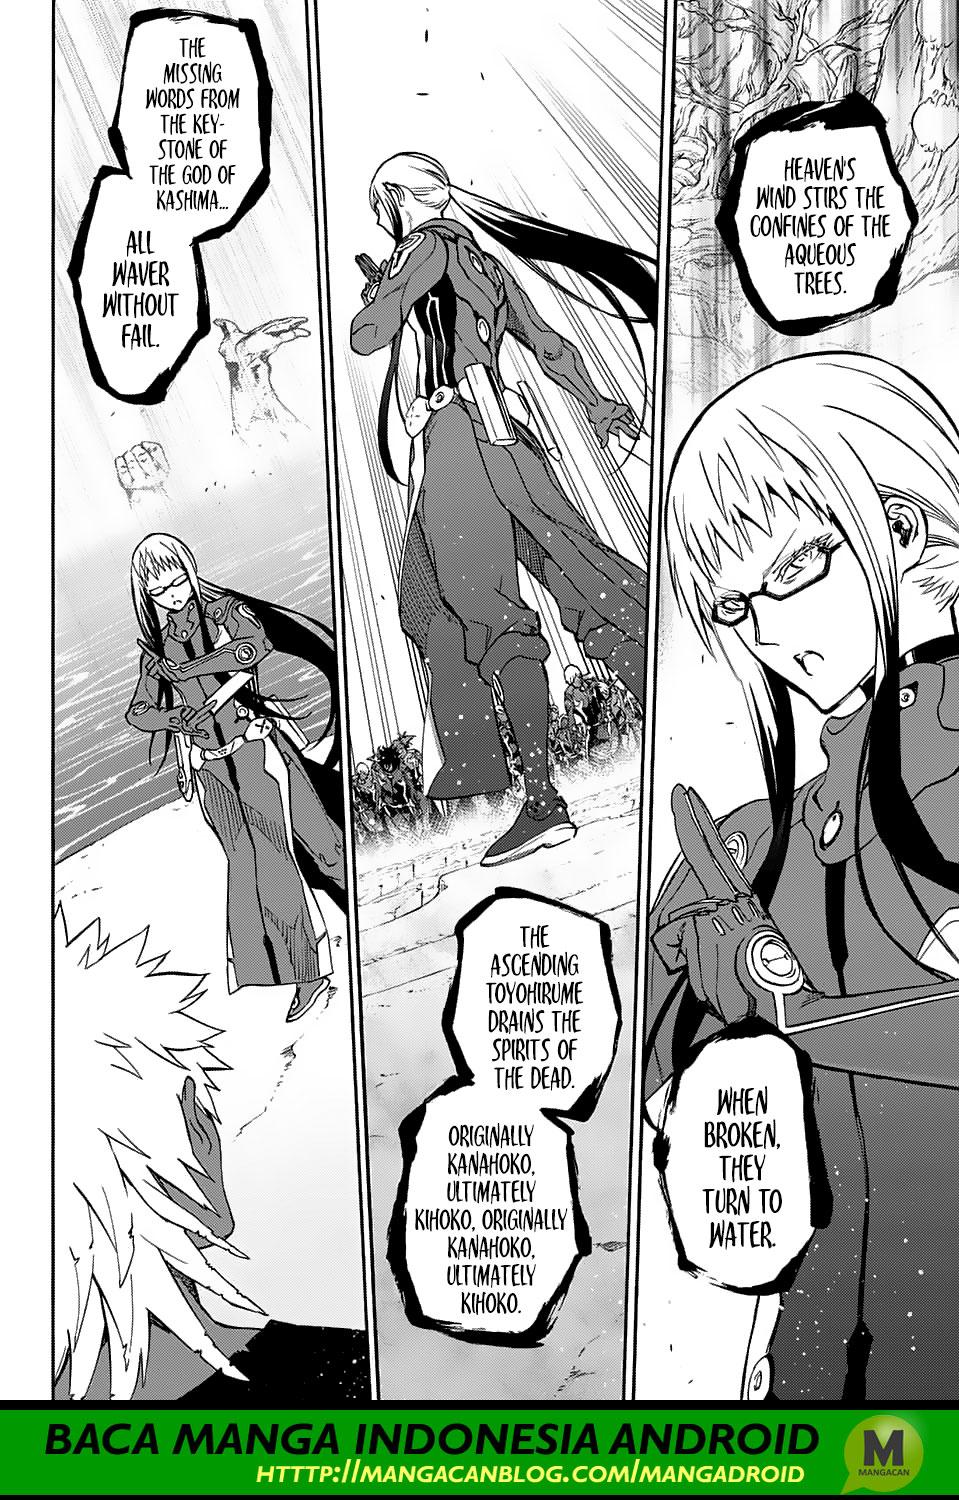 HEAVEN'S
WIND STIRS THE
CONFINES OF THE
AQUEOUS
TREES.
WHEN
BROKEN,
THEY
TURN TO
WATER.
THE
ASCENDING
TOYOHIRUME
DRAINS THE
SPIRITS OF
THE DEAD.
ORIGINALLY
KANAHOKO,
ULTIMATELY
KIHOKO, ORIGINALLY
KANAHOKO,
ULTIMATELY
KIHOKO.
THE
MISSING
WORDS FROM
THE KEY-
STONE OF
THE GOD OF
KASHIMA...
ALL
WAVER
WITHOUT
FAIL.
BACA MANGA INDONESIA ANDROID
HTTTP://MANGACANBLOG.COM/MANGADROID
M
MANGACAN